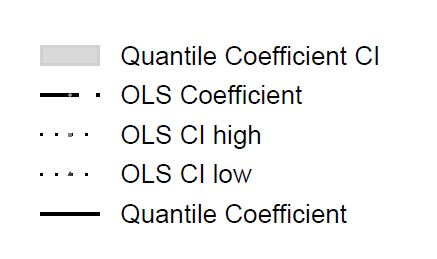 Quantile Coefficient CI
OLS Coefficient
OLS CI high
OLS CI low
Quantile Coefficient